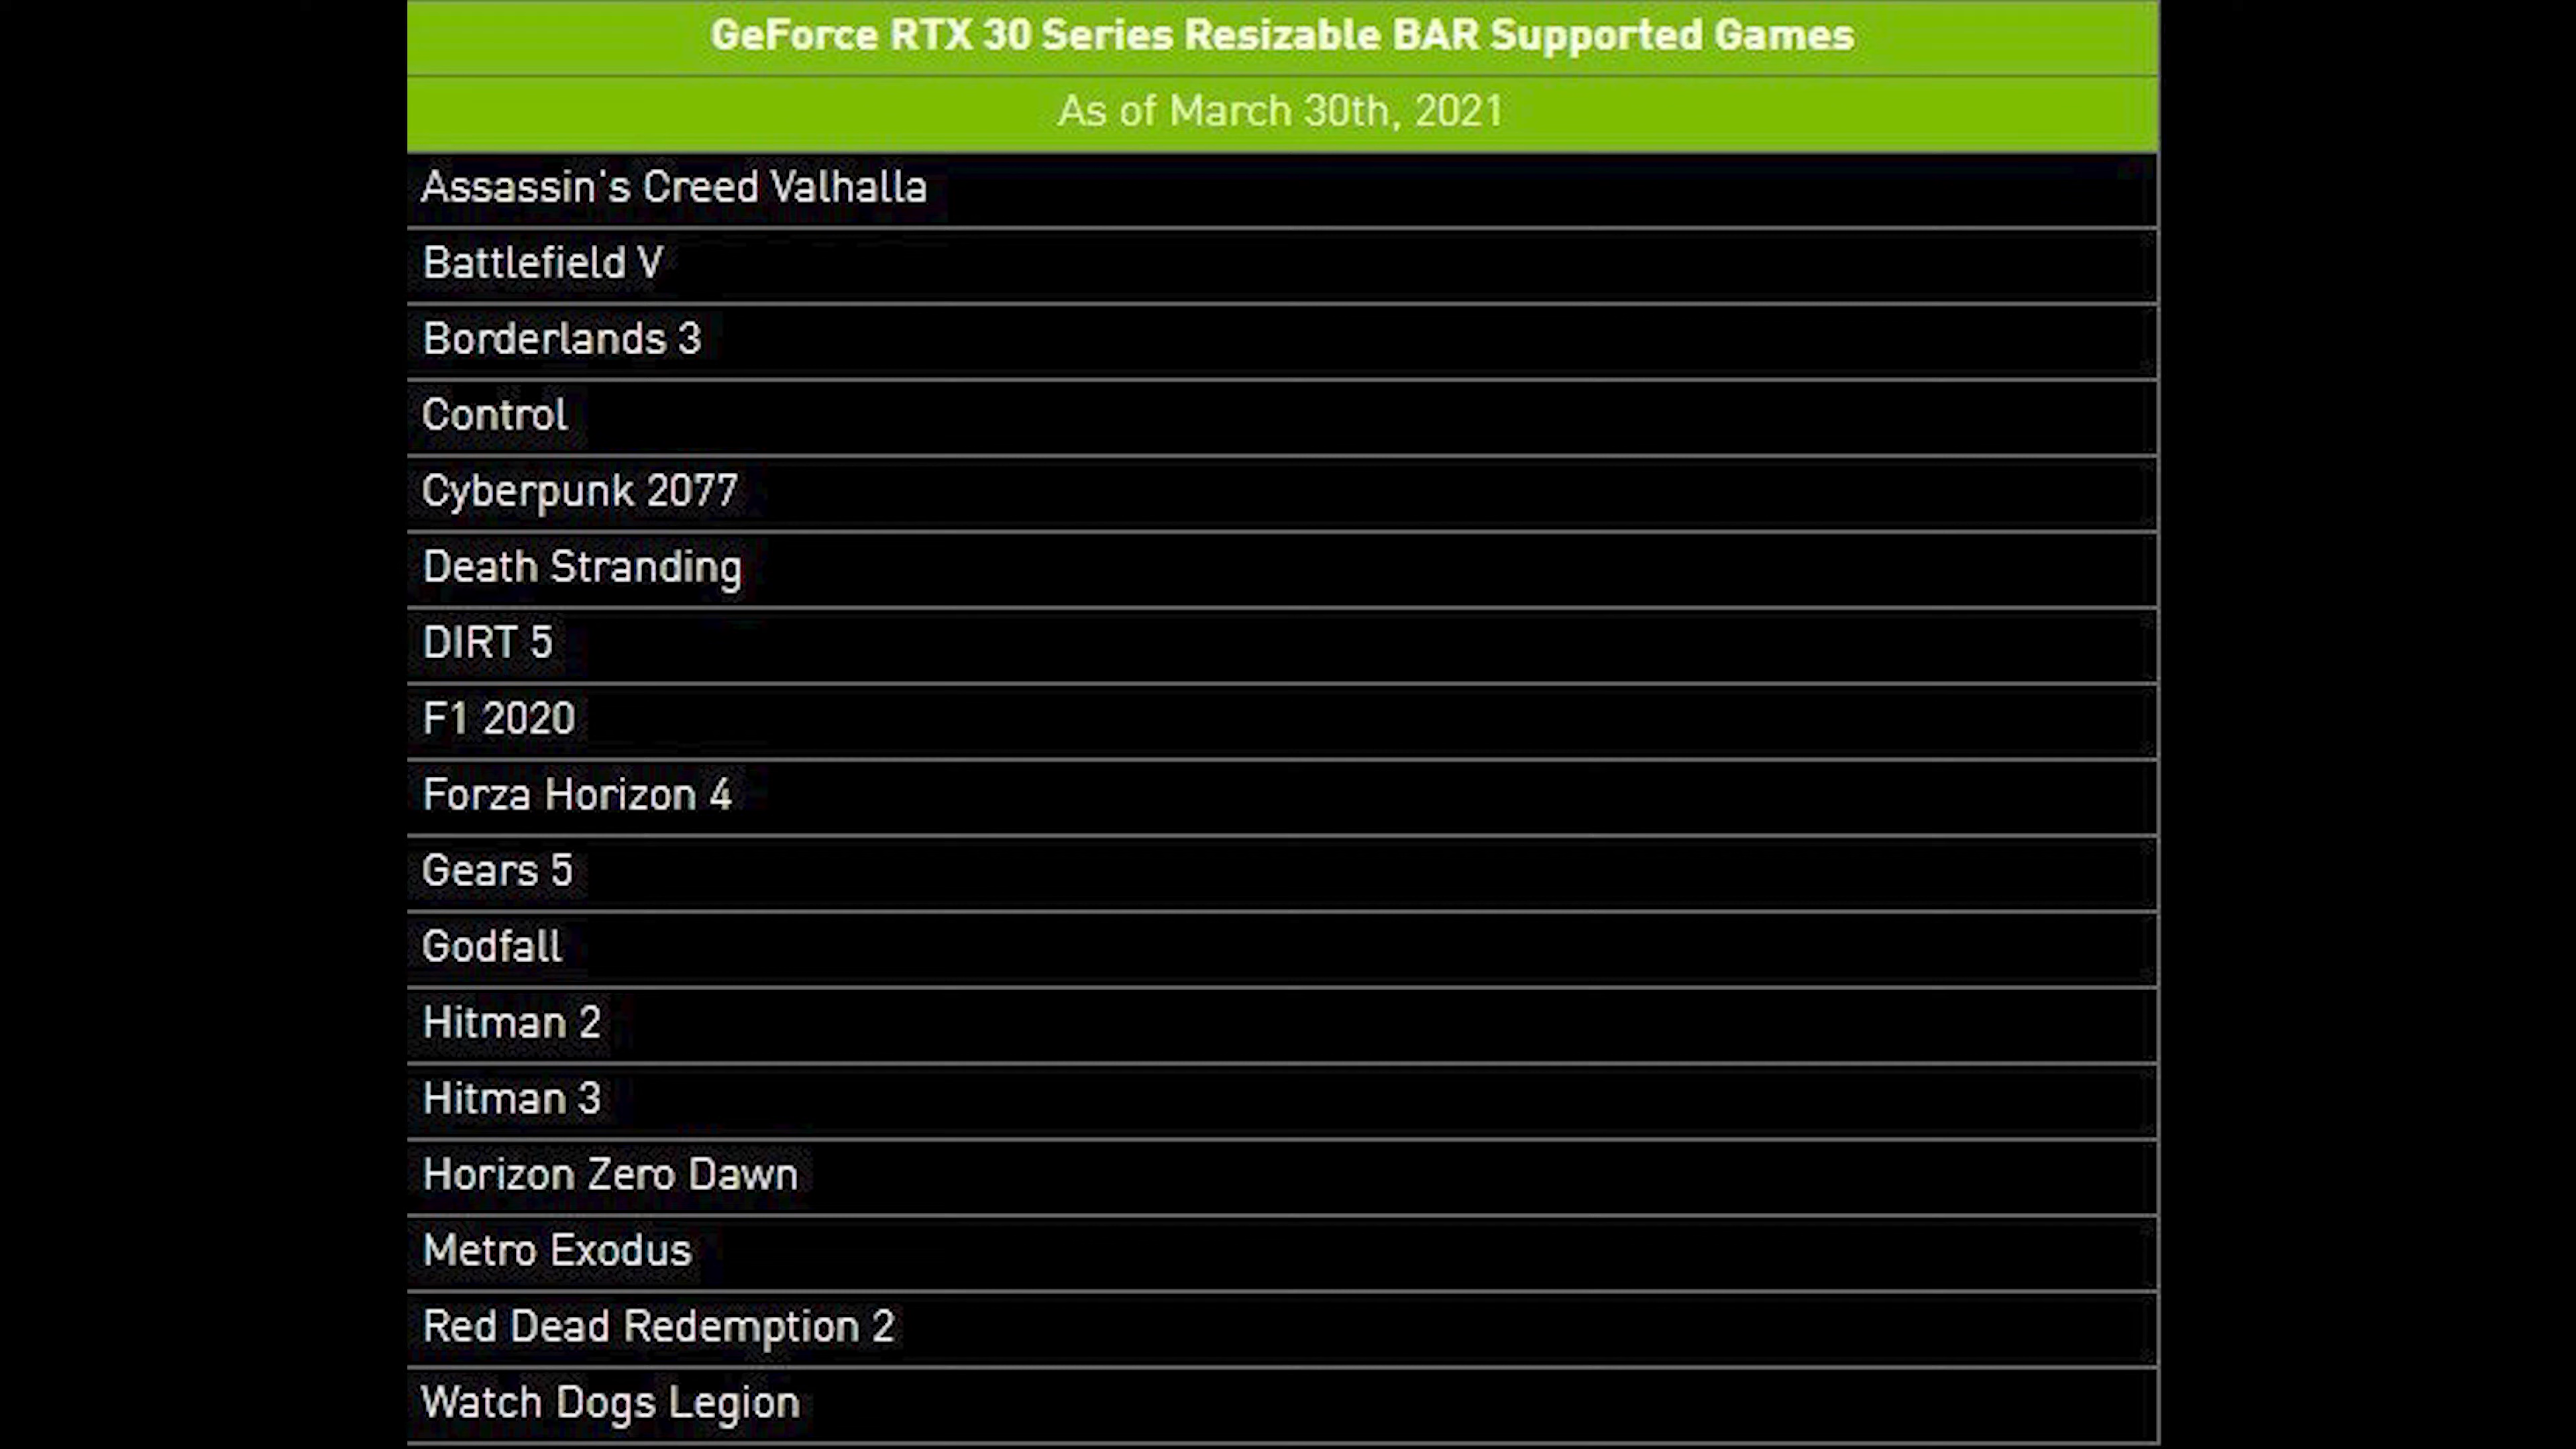 GeForce RTX 30 Series Resizable BAR Supported Games
As of March 30th, 2021
Assassin's Creed Valhalla
Battlefield V
Borderlands 3
Control
Cyberpunk 2077
Death Stranding
DIRT 5
F1 2020
Forza Horizon 4
Gears 5
Godfall
Hitman 2
Hitman 3
Horizon Zero Dawn
Metro Exodus
Red Dead Redemption 2
Watch Dogs Legion